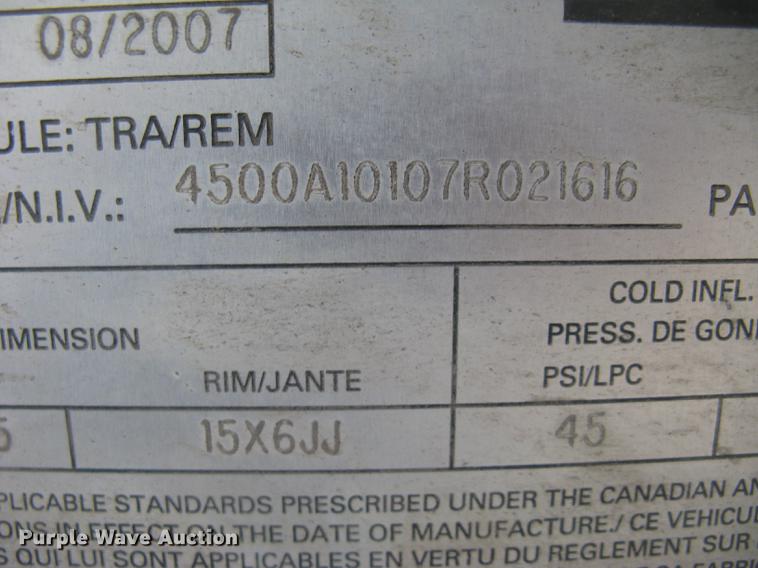 08/2007
ULE: TRA/REM
/N.I.V.: 4500A10107R021616 PA
COLD INFL.
IMENSION PRESS. DE GON
RIM/JANTE PSI/LPC
5 15X6JJ 45
PLICABLE STANDARDS PRESCRIBED UNDER THE CANADIAN AN
ONS IN EFFECT ON THE DATE OF MANUFACTURE./ CE VEHICUL
S QUI LUI SONT APPLICABLES EN VERTU DU REGLEMENT SUR
Purple Wave Auction